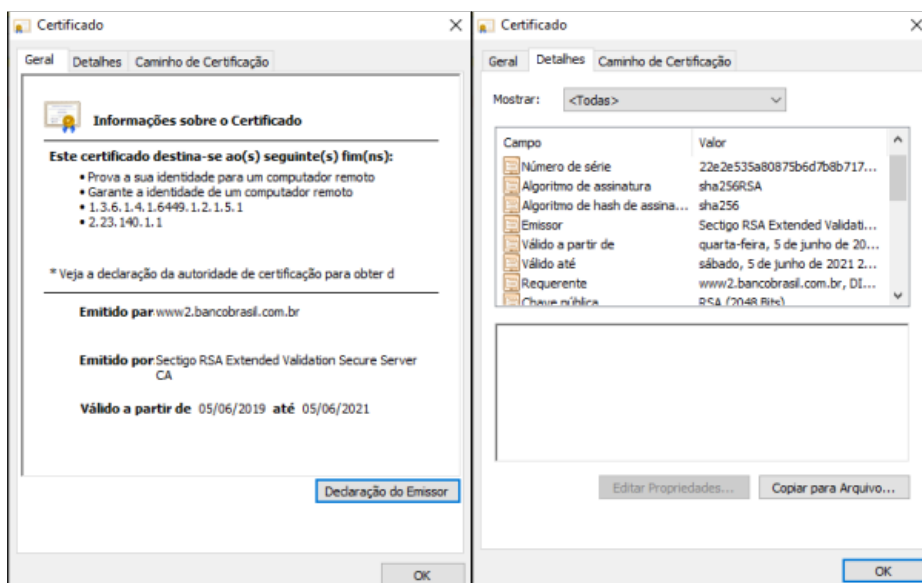 Certificado
Geral Detalhes Caminho de Certificação
Informações sobre o Certificado
Este certificado destina-se ao(s) seguinte(s) fim(ns):
• Prova a sua identidade para um computador remoto
• Garante a identidade de um computador remoto
• 1.3.6.1.4.1.6449.1.2.1.5.1
• 2.23.140.1.1
* Veja a declaração da autoridade de certificação para obter d
Emitido par www2.bancobrasil.com.br
Emitido por Sectigo RSA Extended Validation Secure Server
CA
Válido a partir de 05/06/2019 até 05/06/2021
Declaração do Emissor
OK
Certificado
Geral Detalhes Caminho de Certificação
Mostrar: <Todas>
Campo Valor
Número de série 22e2e535a80875b6d7b8b717...
Algoritmo de assinatura sha256RSA
Algoritmo de hash de assina... sha256
Emissor Sectigo RSA Extended Validati...
Válido a partir de quarta-feira, 5 de junho de 20...
Válido até sábado, 5 de junho de 2021 2...
Requerente www2.bancobrasil.com.br, DI...
Chave pública RSA (2048 Bits)
Editar Propriedades... Copiar para Arquivo...
OK